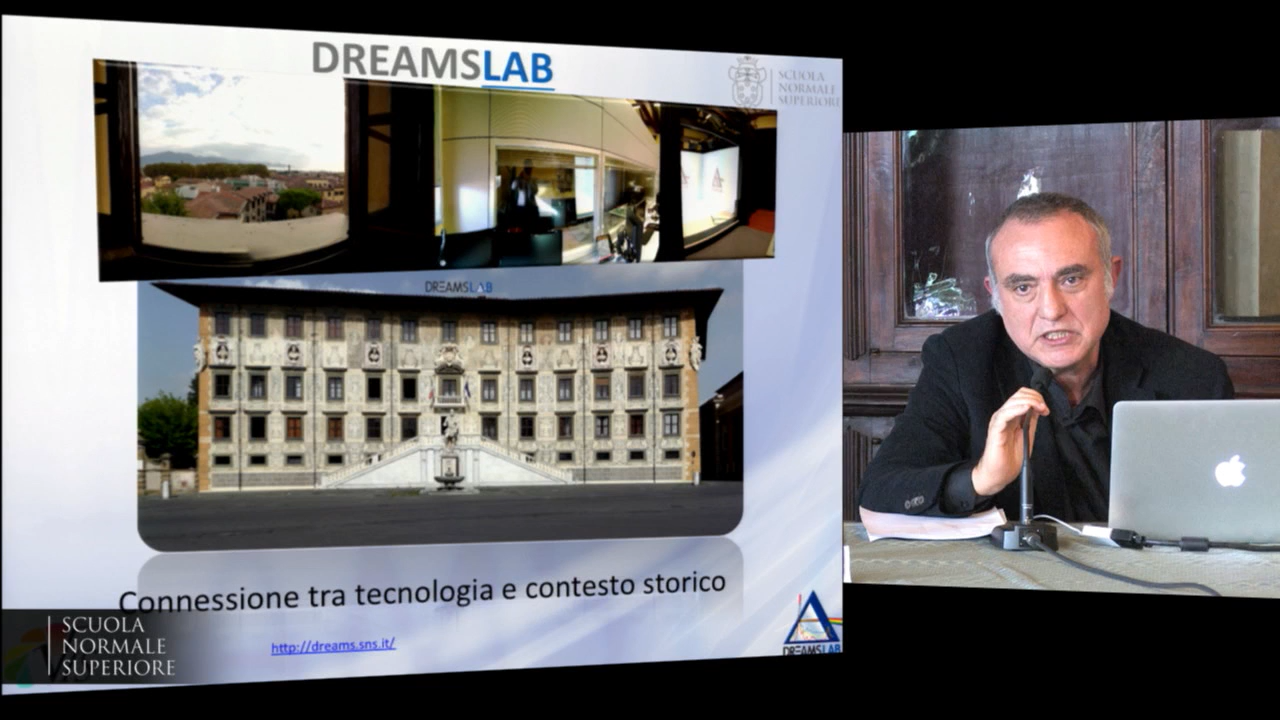 DREAMSLAB
SCUOLA
NORMALE
SUPERIORE
DREAMSLAB
Connessione tra tecnologia e contesto storico
http://dreams.sns.it/
DREAMSLAB
SCUOLA
NORMALE
SUPERIORE